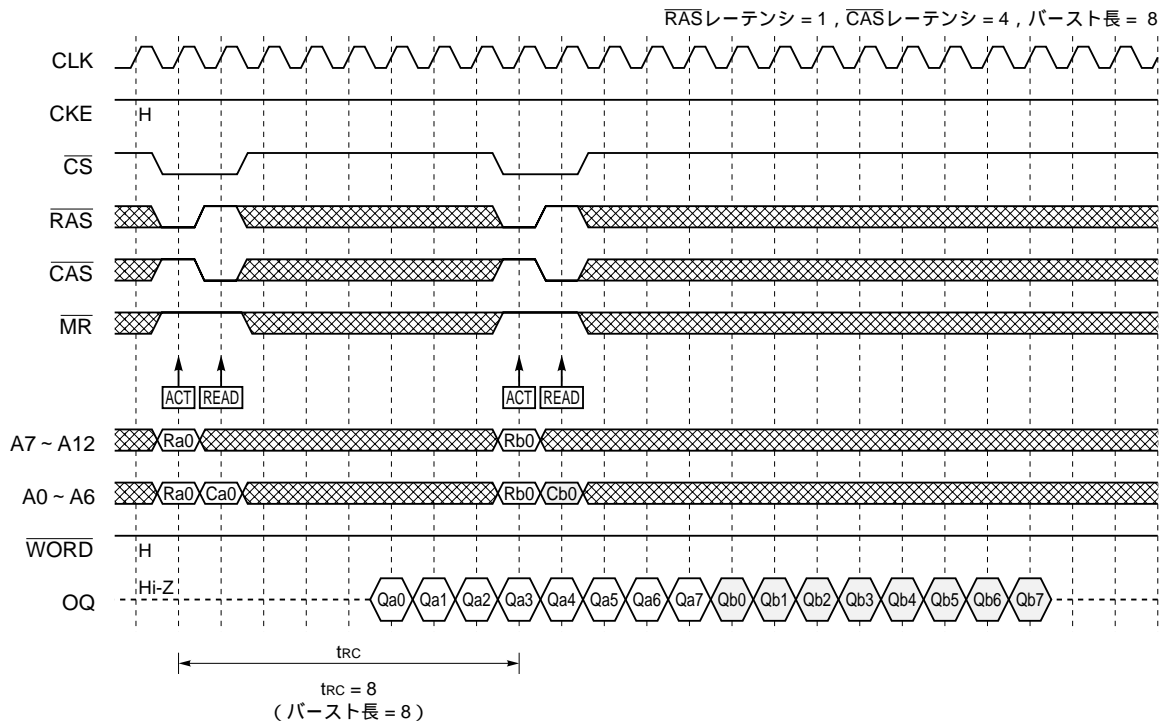 RASレーテンシ = 1 , CASレーテンシ = 4 , バースト長 = 8
CLK
CKE H
CS
RAS
CAS
MR
ACT READ ACT READ
A7 ~ A12 Ra0 Rb0
A0 ~ A6 Ra0 Ca0 Rb0 Cb0
WORD H
OQ Hi-Z Qa0 Qa1 Qa2 Qa3 Qa4 Qa5 Qa6 Qa7 Qb0 Qb1 Qb2 Qb3 Qb4 Qb5 Qb6 Qb7
tRC
tRC = 8
( バースト長 = 8 )